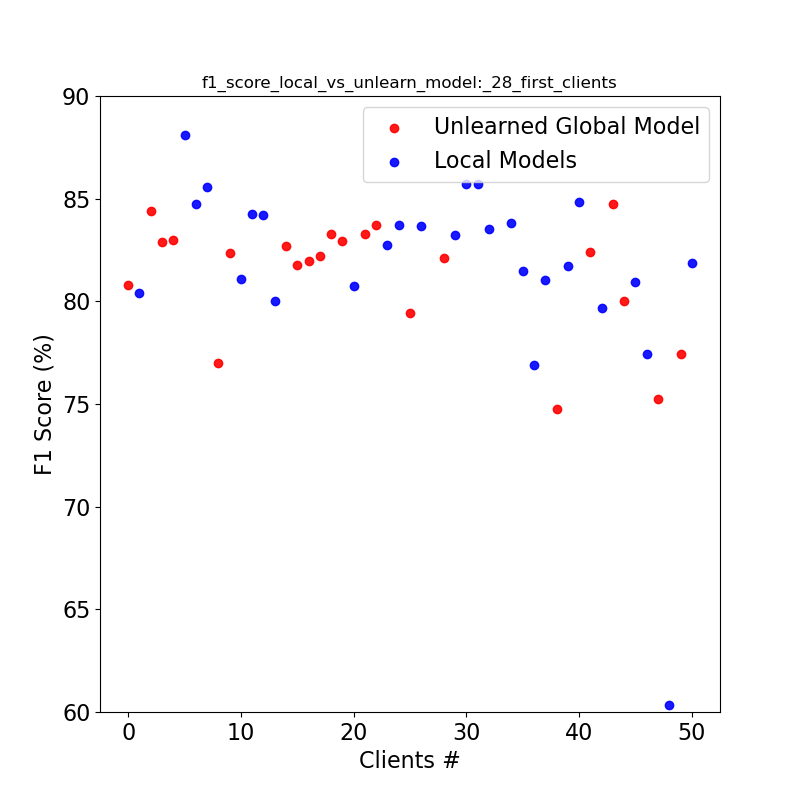 f1_score_local_vs_unlearn_model:_28_first_clients
90
85
80
75
70
65
60
F1 Score (%)
Unlearned Global Model
Local Models
0 10 20 30 40 50
Clients #